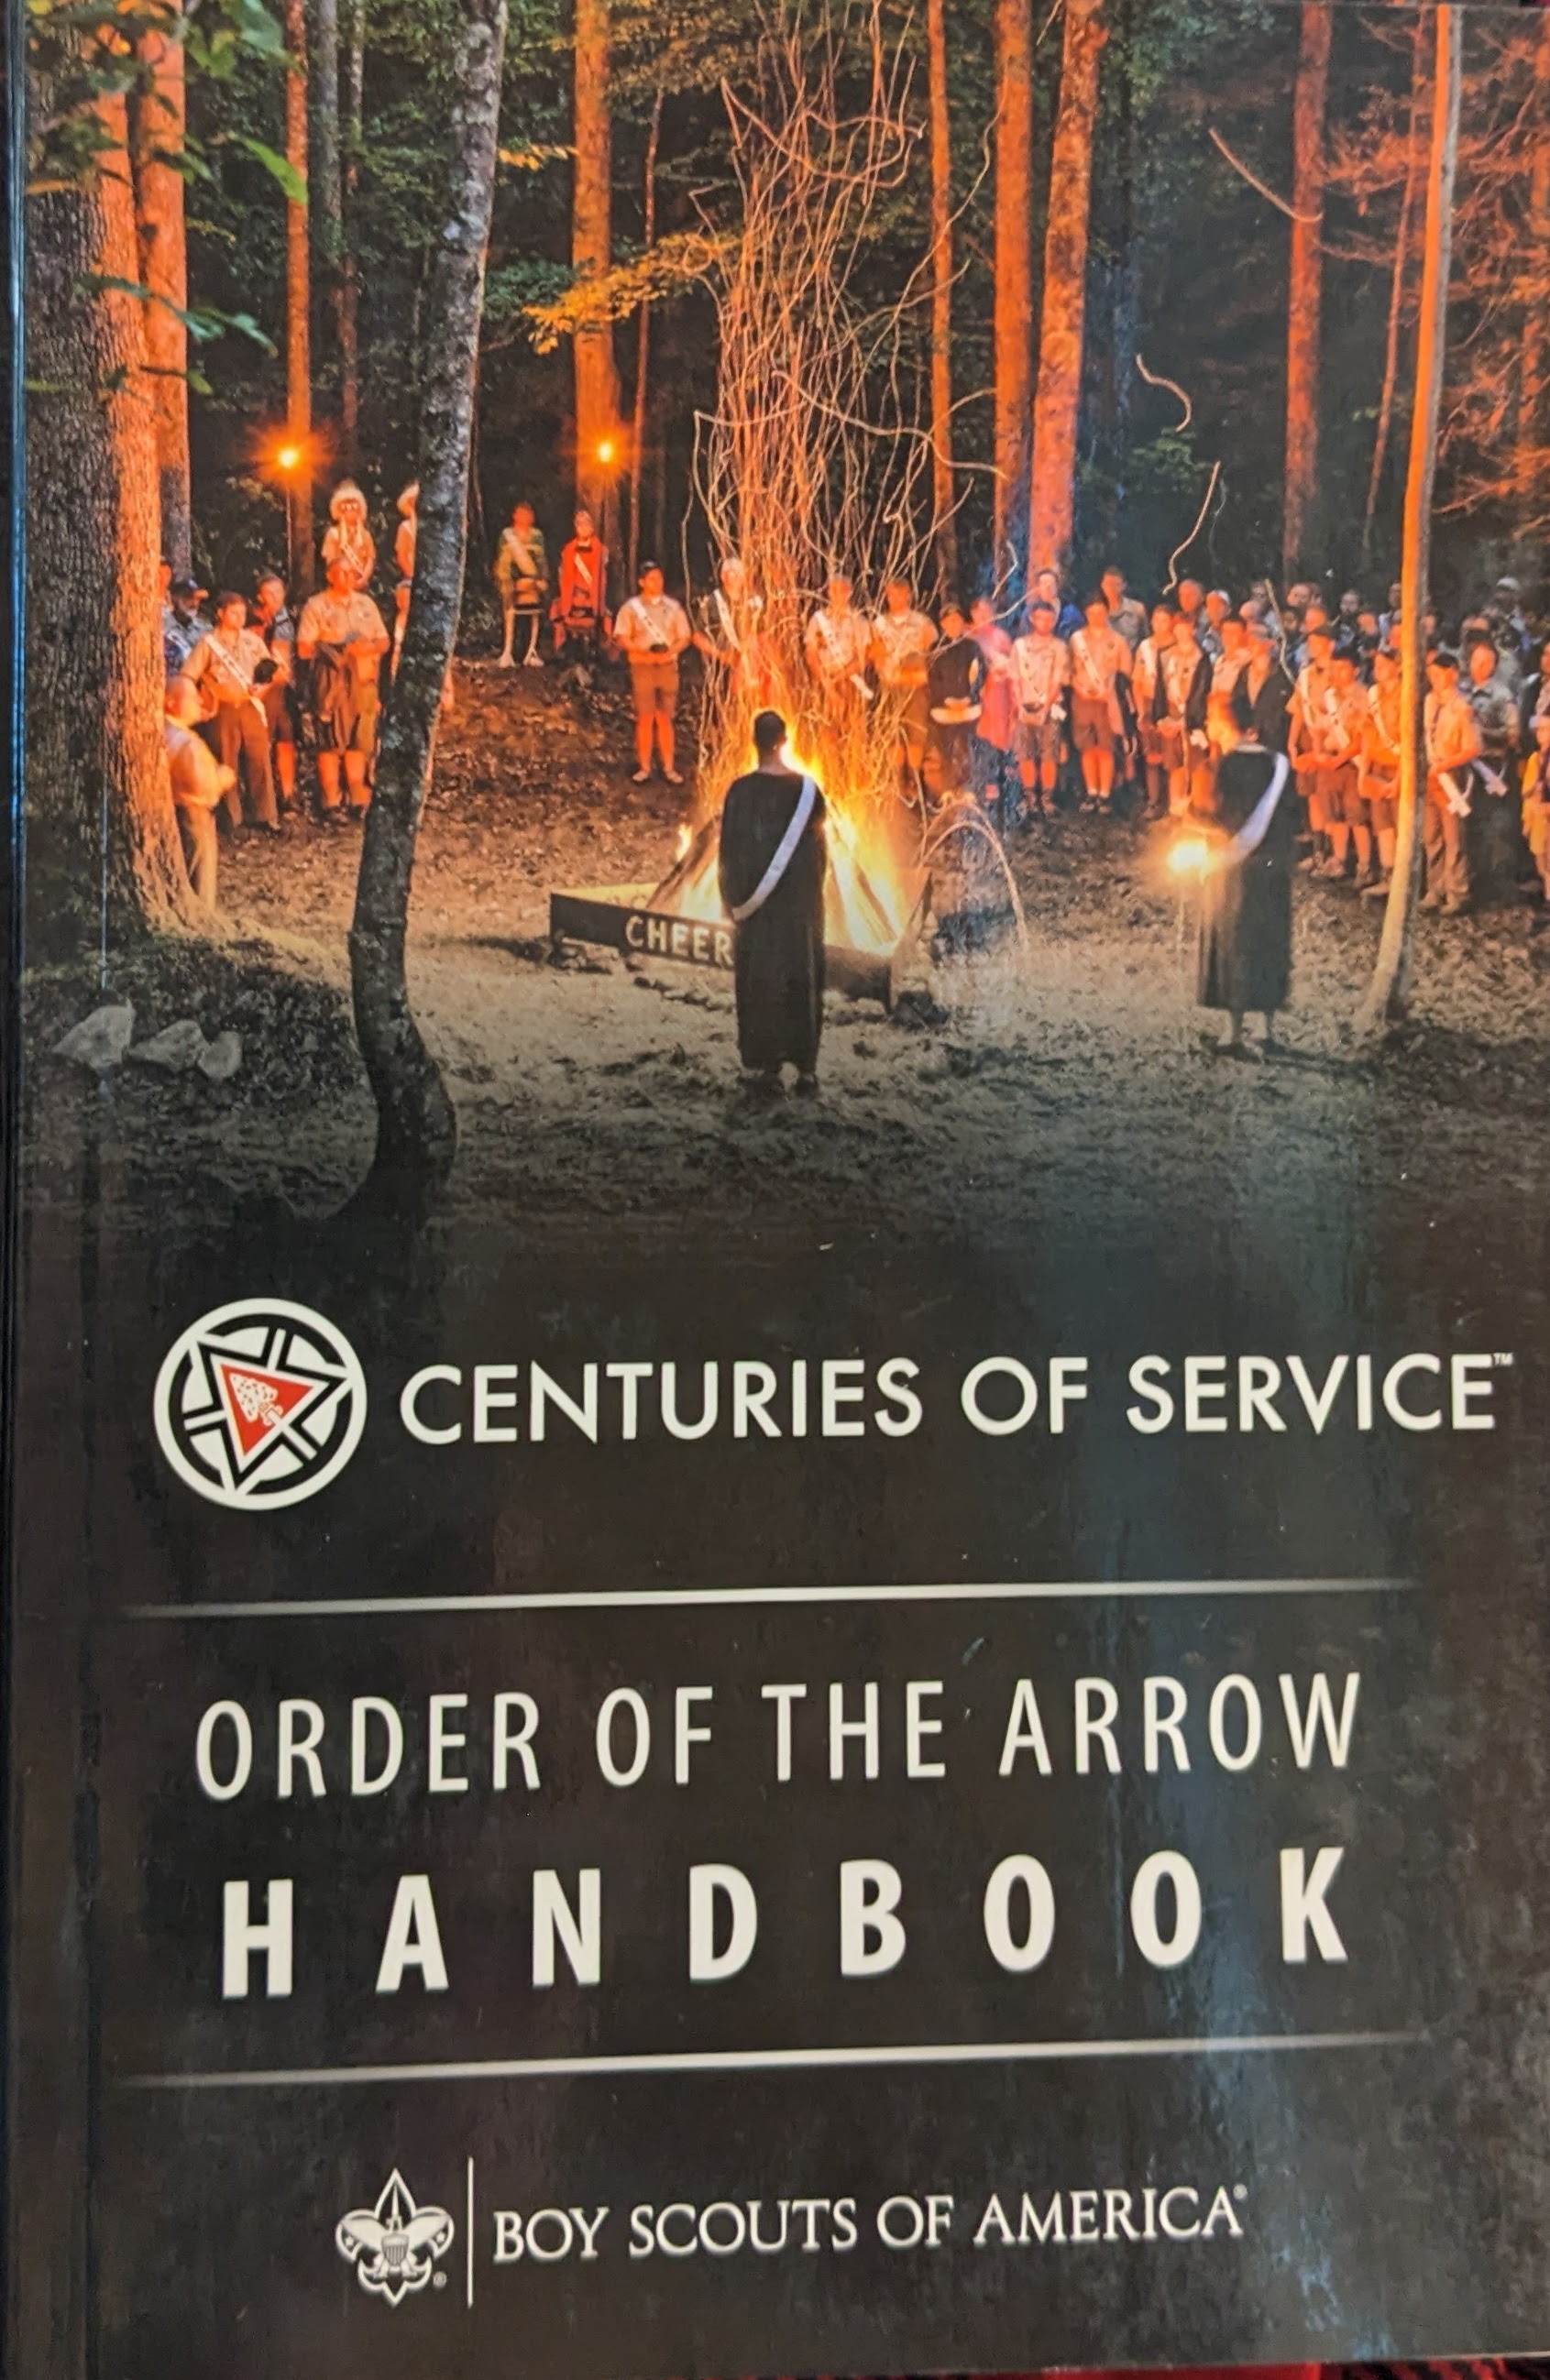 CHEER
CENTURIES OF SERVICE™
ORDER OF THE ARROW
HANDBOOK
BOY SCOUTS OF AMERICA®